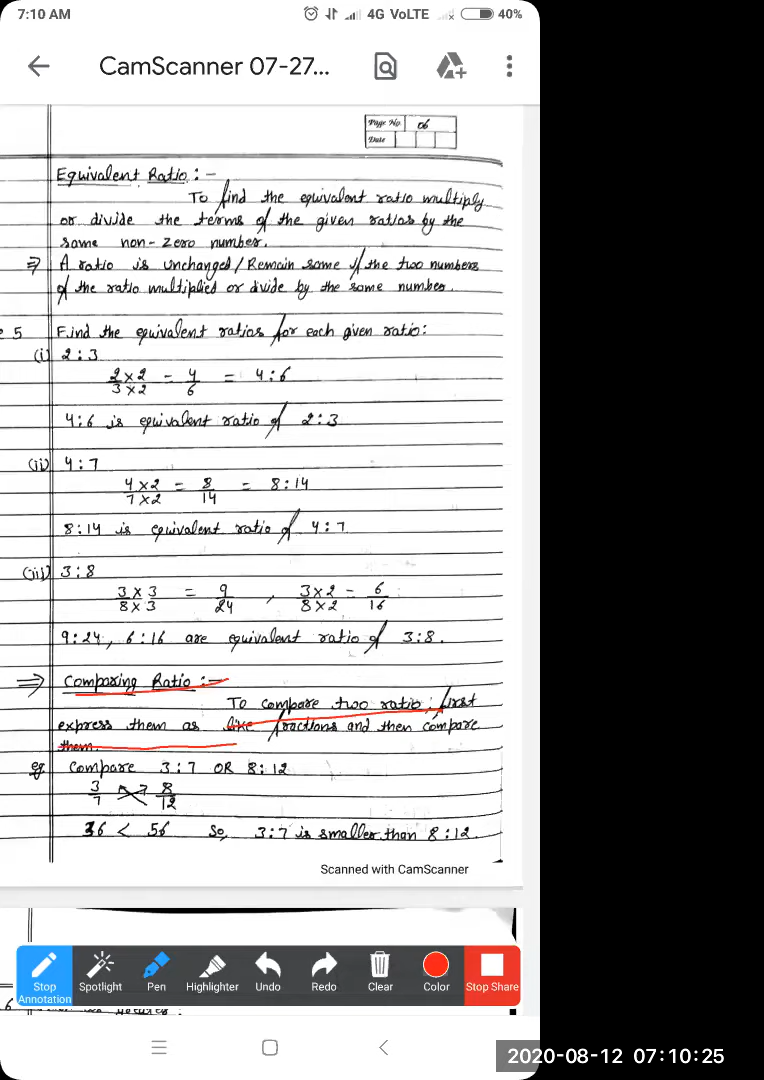 7:10 AM 4G VoLTE 40%
CamScanner 07-27...
Page No. 06
Date
Equivalent Ratio : -
To find the equivalent ratio multiply
or divide the terms of the given ratios by the
same non-zero number.
⇒ A ratio is unchanged/Remain same if the two numbers
of the ratio multiplied or divide by the same number.
e 5 Find the equivalent ratios for each given ratio:
(i) 2 : 3
2 × 2 / 3 × 2 = 4 / 6 = 4 : 6
4:6 is equivalent ratio of 2:3
(ii) 4 : 7
4 × 2 / 7 × 2 = 8 / 14 = 8 : 14
8:14 is equivalent ratio of 4:7
(iii) 3 : 8
3 × 3 / 8 × 3 = 9 / 24 , 3 × 2 / 8 × 2 = 6 / 16
9:24, 6:16 are equivalent ratio of 3:8.
⇒ Comparing Ratio : -
To compare two ratio; first
express them as like fractions and then compare
them.
eg. Compare 3:7 OR 8:12
3 / 7 8 / 12
36 < 56 So, 3:7 is smaller than 8:12.
Scanned with CamScanner
Stop Annotation Spotlight Pen Highlighter Undo Redo Clear Color Stop Share
6
2020-08-12 07:10:25